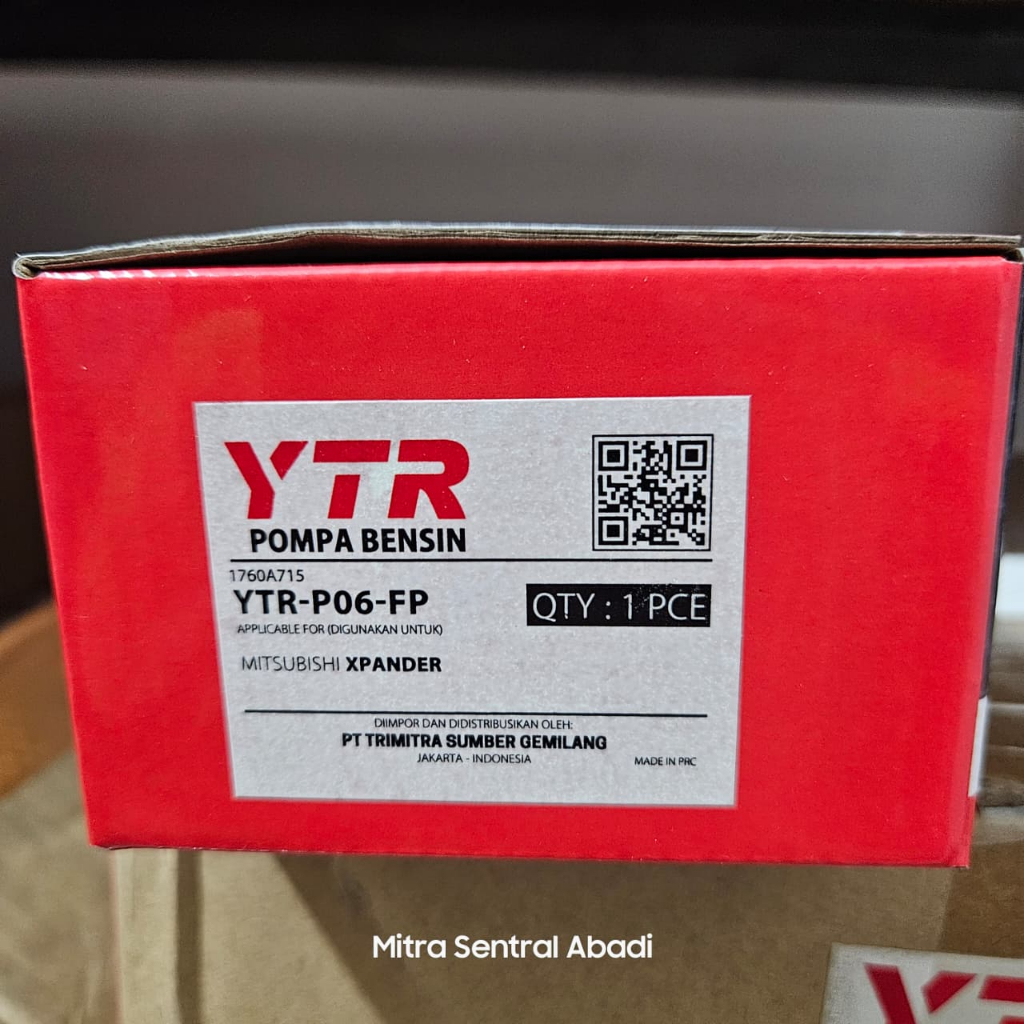 YTR
POMPA BENSIN
1760A715
YTR-P06-FP
QTY : 1 PCE
APPLICABLE FOR (DIGUNAKAN UNTUK)
MITSUBISHI XPANDER
DIIMPOR DAN DIDISTRIBUSIKAN OLEH:
PT TRIMITRA SUMBER GEMILANG
JAKARTA - INDONESIA
MADE IN PRC
Mitra Sentral Abadi
YT